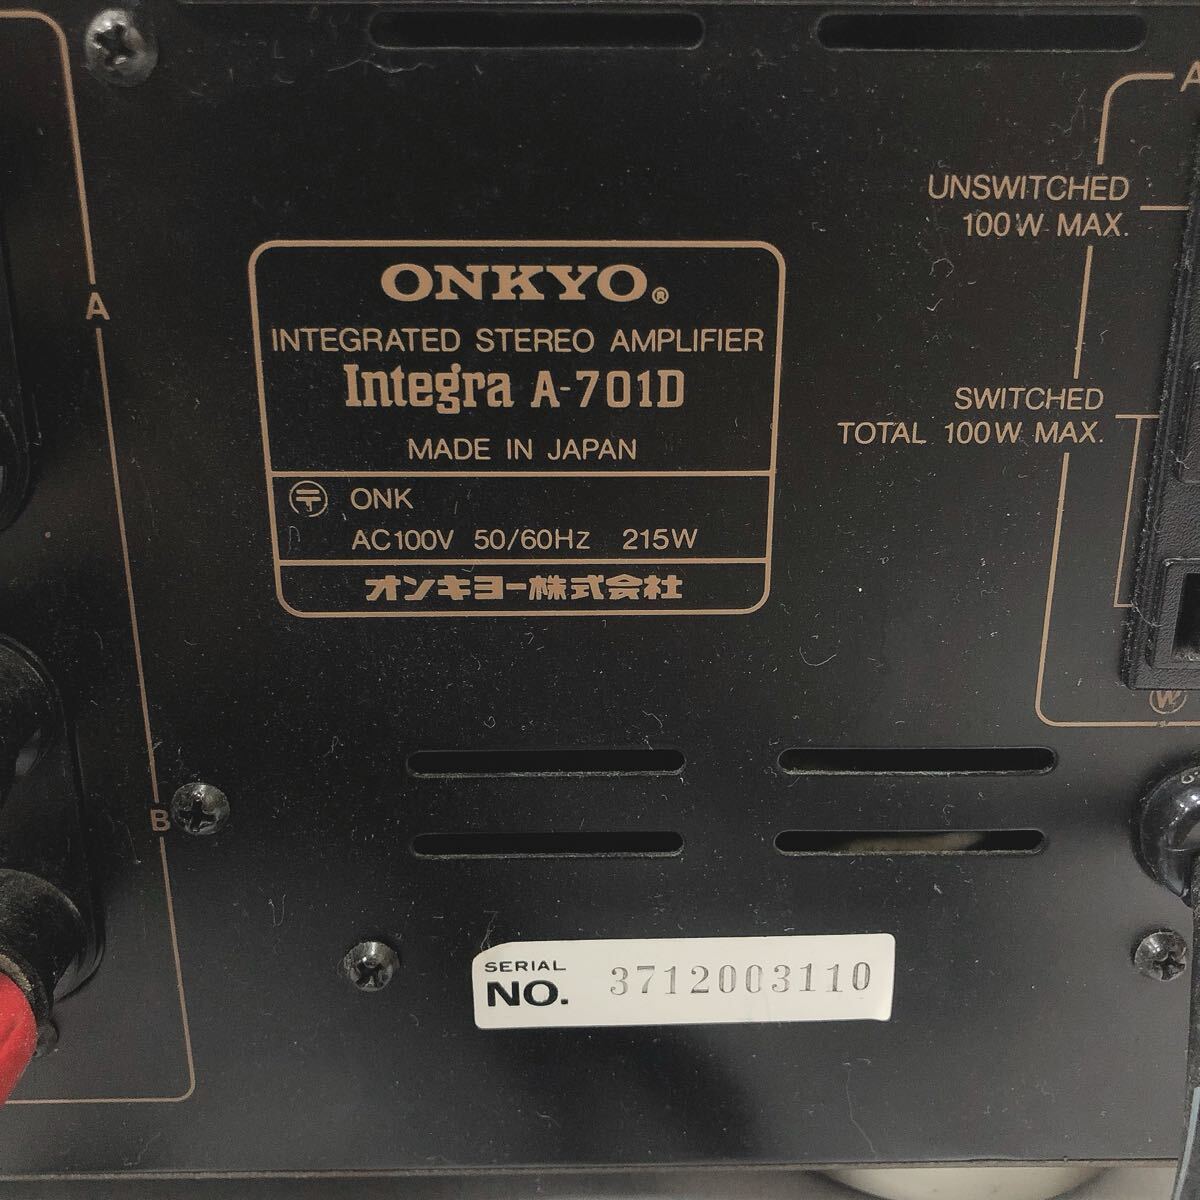 ONKYO®
INTEGRATED STEREO AMPLIFIER
Integra A-701D
MADE IN JAPAN
〒 ONK
AC100V 50/60Hz 215W
オンキヨー株式会社
A
B
UNSWITCHED
100W MAX.
SWITCHED
TOTAL 100W MAX.
W
SERIAL
NO. 3712003110